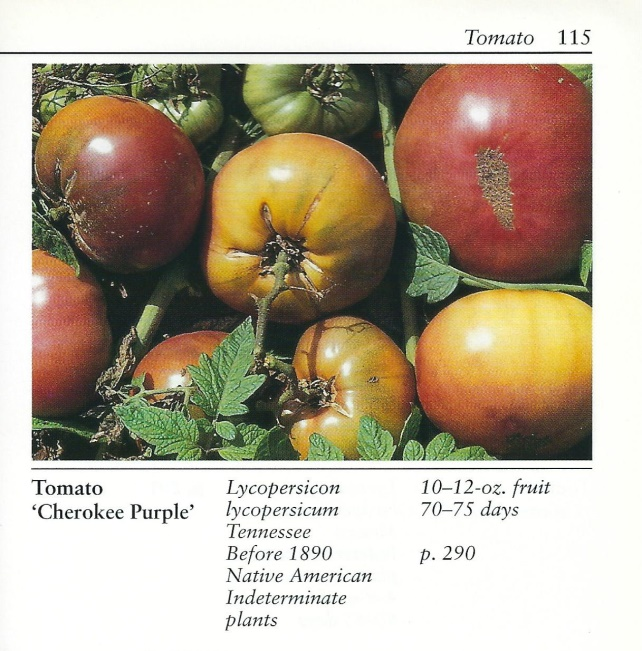 Tomato 115
Tomato
‘Cherokee Purple’
Lycopersicon
lycopersicum
Tennessee
Before 1890
Native American
Indeterminate
plants
10–12-oz. fruit
70–75 days
p. 290